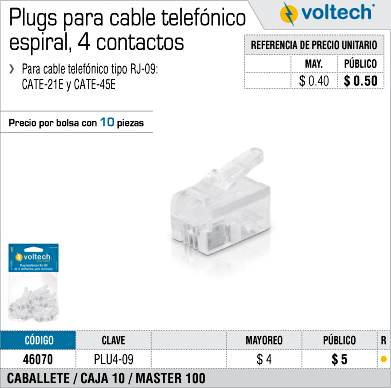 Plugs para cable telefónico
espiral, 4 contactos
voltech®
Para cable telefónico tipo RJ-09:
CATE-21E y CATE-45E
REFERENCIA DE PRECIO UNITARIO
MAY. PÚBLICO
$ 0.40 $ 0.50
Precio por bolsa con 10 piezas
voltech
CÓDIGO CLAVE MAYOREO PÚBLICO R
46070 PLU4-09 $ 4 $ 5
CABALLETE / CAJA 10 / MASTER 100